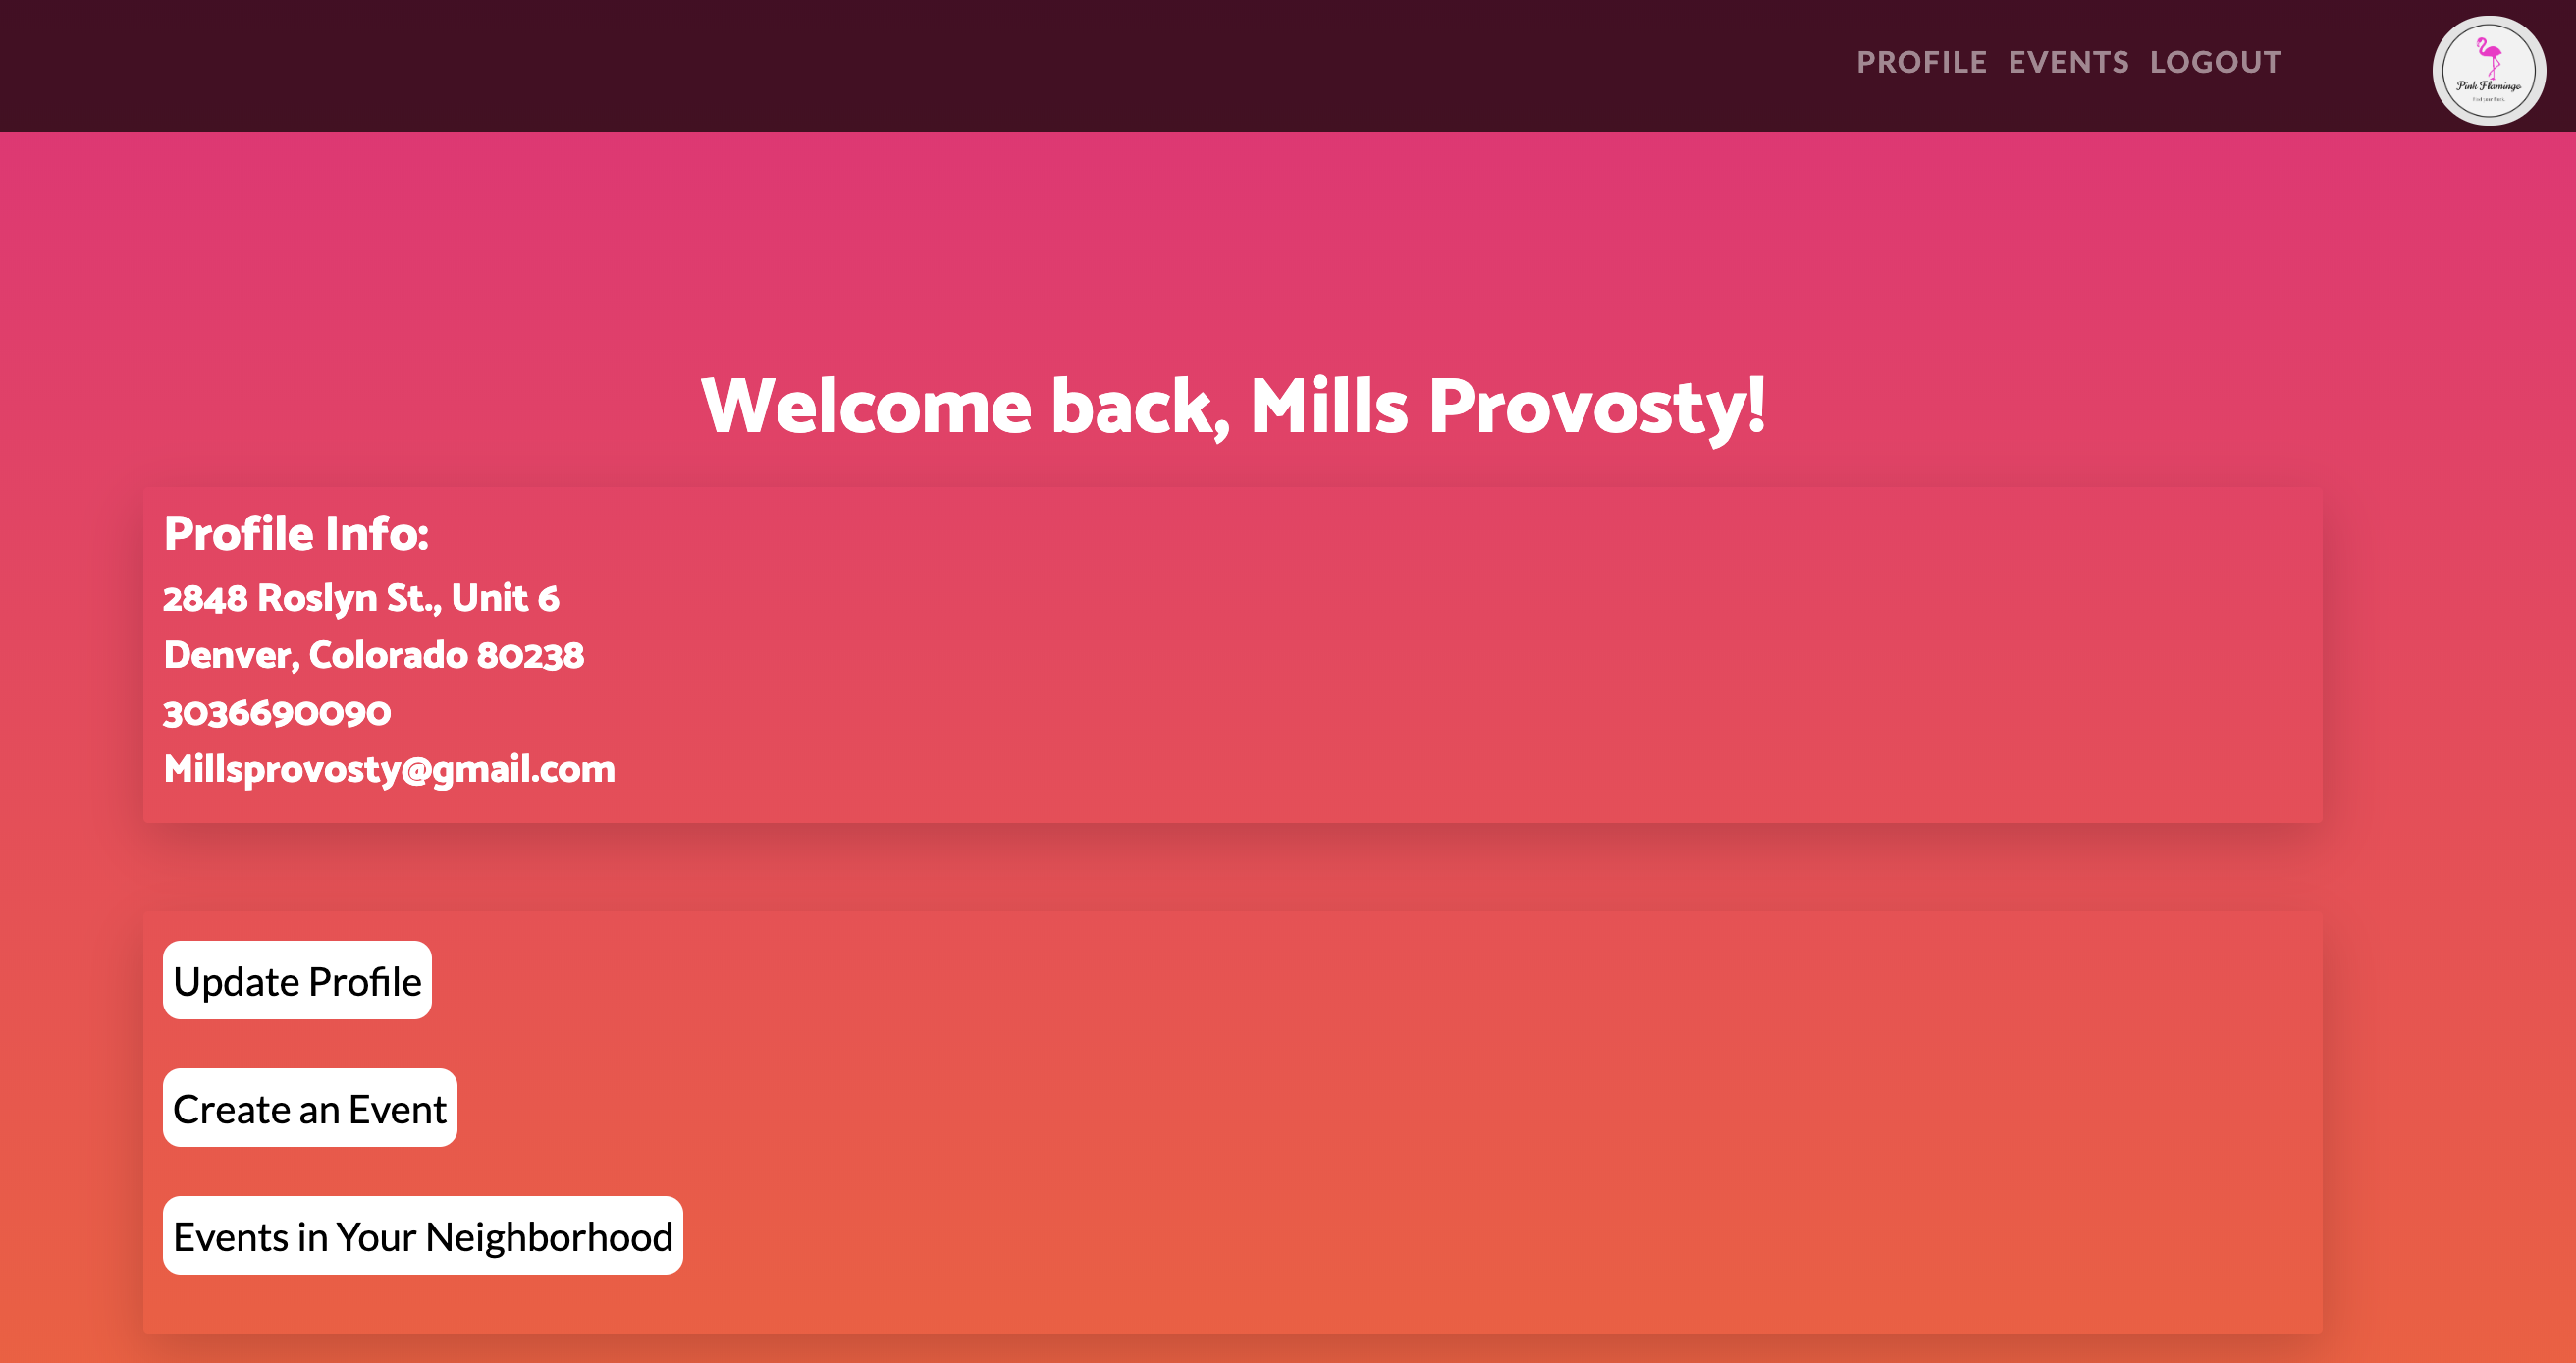 PROFILE EVENTS LOGOUT
Pink Flamingo
Welcome back, Mills Provosty!
Profile Info:
2848 Roslyn St., Unit 6
Denver, Colorado 80238
3036690090
Millsprovosty@gmail.com
Update Profile
Create an Event
Events in Your Neighborhood